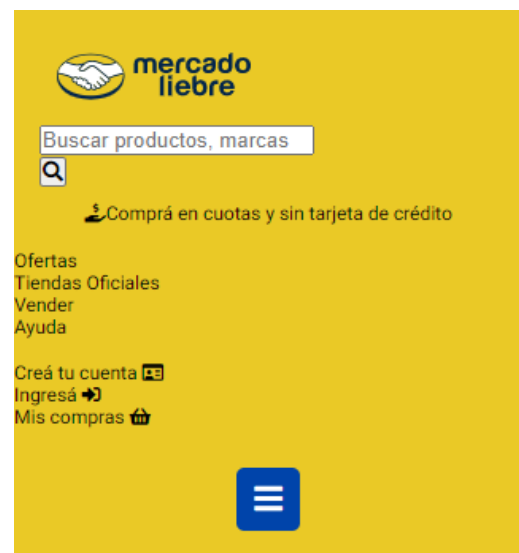 mercado
liebre
Buscar productos, marcas
Comprá en cuotas y sin tarjeta de crédito
Ofertas
Tiendas Oficiales
Vender
Ayuda
Creá tu cuenta
Ingresá
Mis compras